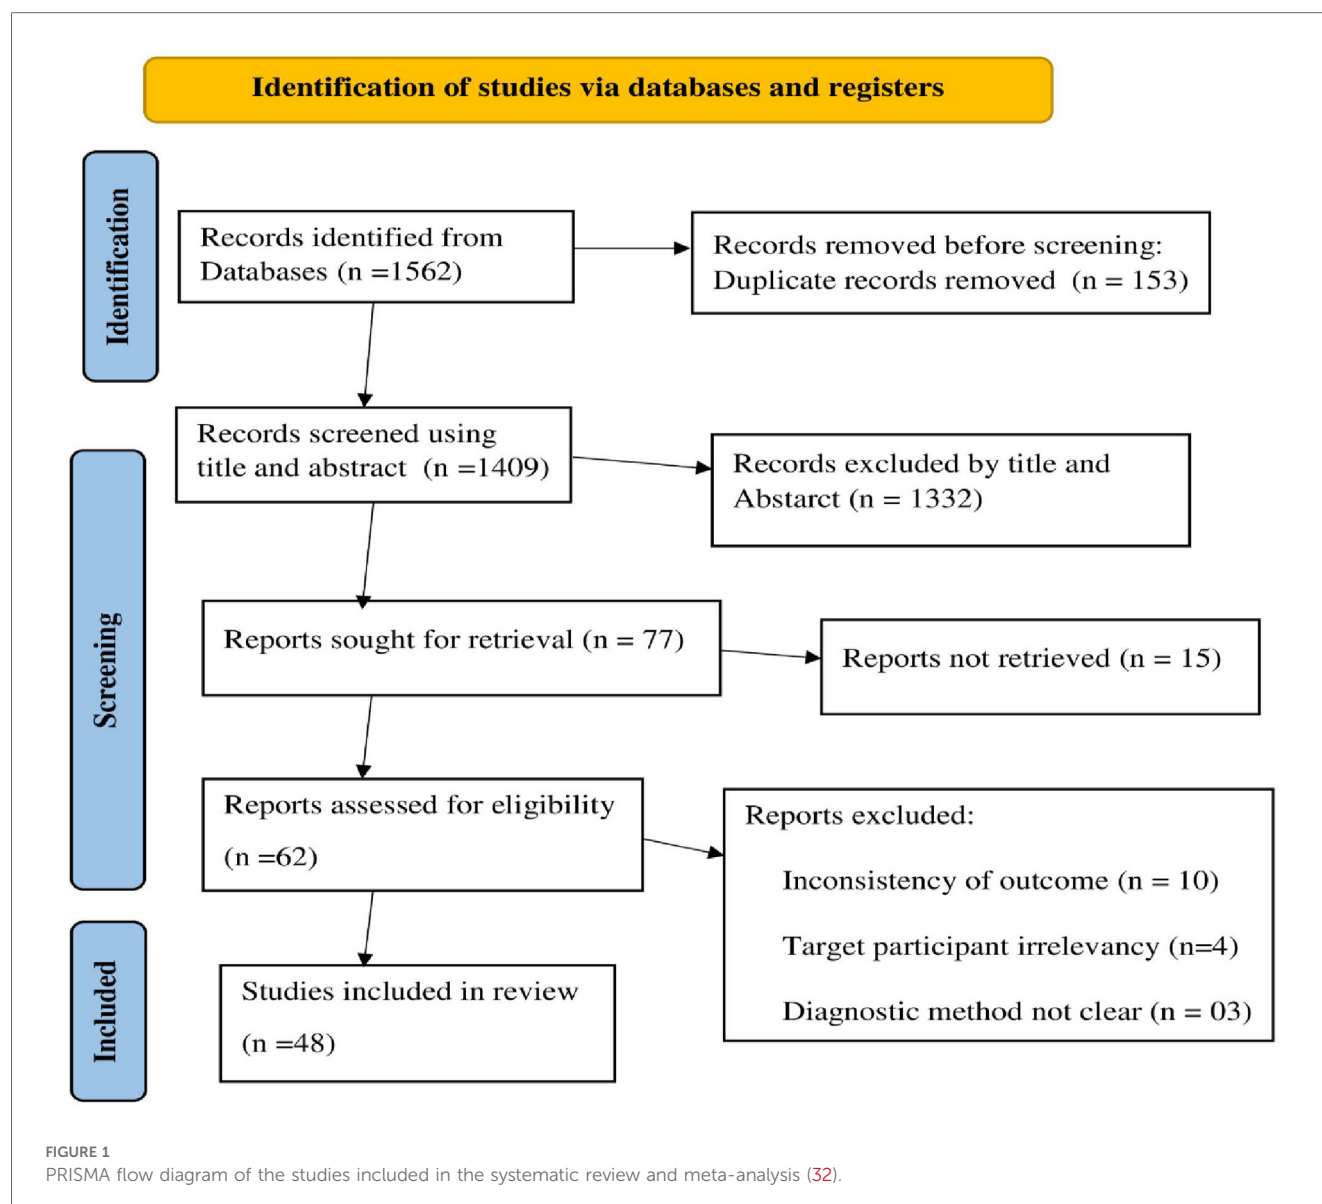 Identification of studies via databases and registers
Identification
Records identified from
Databases (n =1562)
Records removed before screening:
Duplicate records removed (n = 153)
Screening
Records screened using
title and abstract (n =1409)
Records excluded by title and
Abstarct (n = 1332)
Reports sought for retrieval (n = 77)
Reports not retrieved (n = 15)
Reports assessed for eligibility
(n =62)
Reports excluded:
Inconsistency of outcome (n = 10)
Target participant irrelevancy (n=4)
Diagnostic method not clear (n = 03)
Included
Studies included in review
(n =48)
FIGURE 1
PRISMA flow diagram of the studies included in the systematic review and meta-analysis (32).